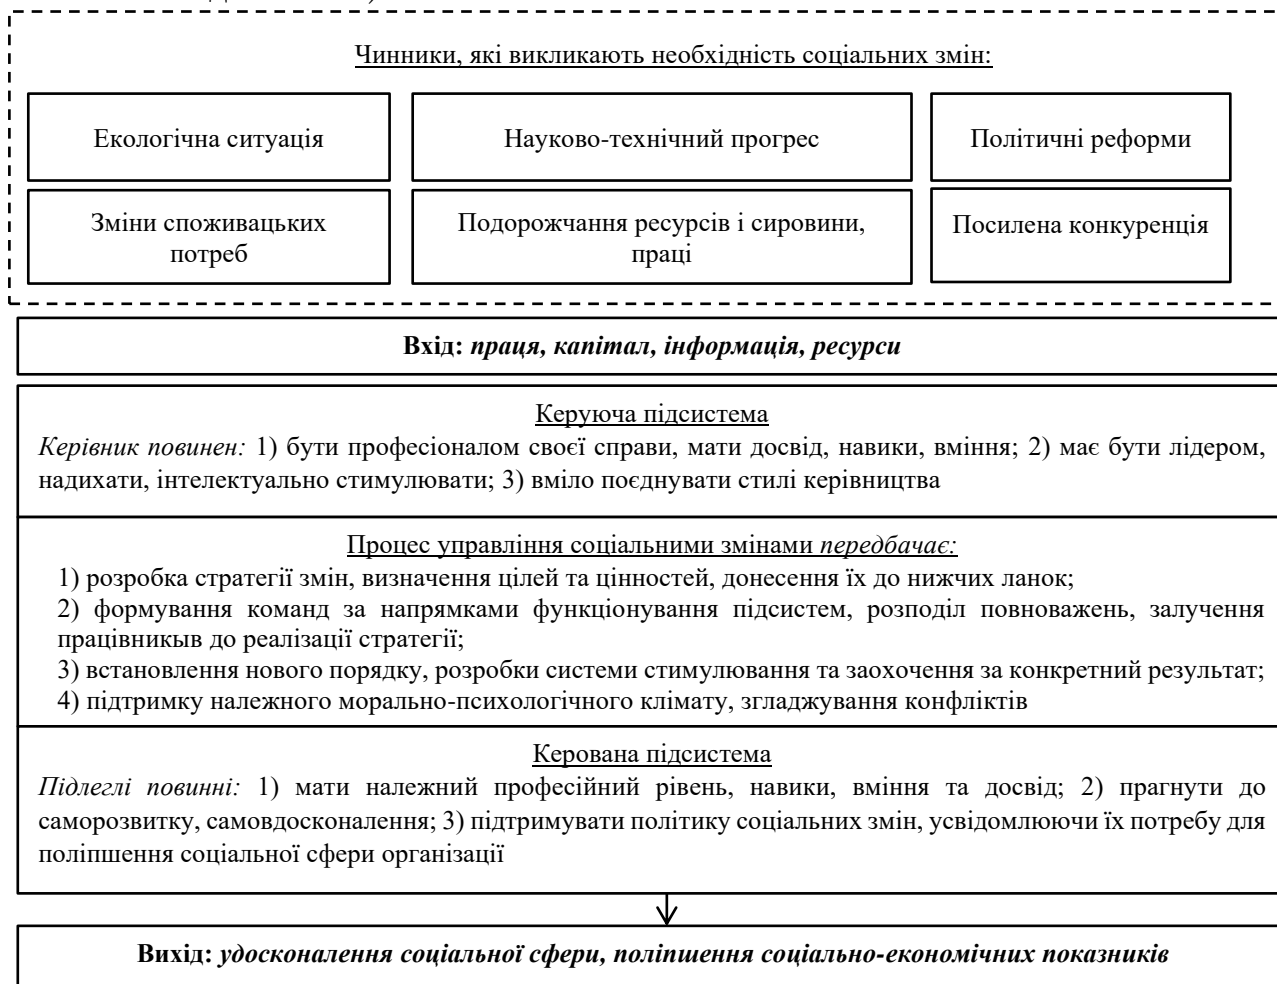 Чинники, які викликають необхідність соціальних змін:
Екологічна ситуація
Науково-технічний прогрес
Політичні реформи
Зміни споживацьких
потреб
Подорожчання ресурсів і сировини,
праці
Посилена конкуренція
Вхід: праця, капітал, інформація, ресурси
Керуюча підсистема
Керівник повинен: 1) бути професіоналом своєї справи, мати досвід, навики, вміння; 2) має бути лідером,
надихати, інтелектуально стимулювати; 3) вміло поєднувати стилі керівництва
Процес управління соціальними змінами передбачає:
1) розробка стратегії змін, визначення цілей та цінностей, донесення їх до нижчих ланок;
2) формування команд за напрямками функціонування підсистем, розподіл повноважень, залучення
працівникыв до реалізації стратегії;
3) встановлення нового порядку, розробки системи стимулювання та заохочення за конкретний результат;
4) підтримку належного морально-психологічного клімату, згладжування конфліктів
Керована підсистема
Підлеглі повинні: 1) мати належний професійний рівень, навики, вміння та досвід; 2) прагнути до
саморозвитку, самовдосконалення; 3) підтримувати політику соціальних змін, усвідомлюючи їх потребу для
поліпшення соціальної сфери організації
Вихід: удосконалення соціальної сфери, поліпшення соціально-економічних показників